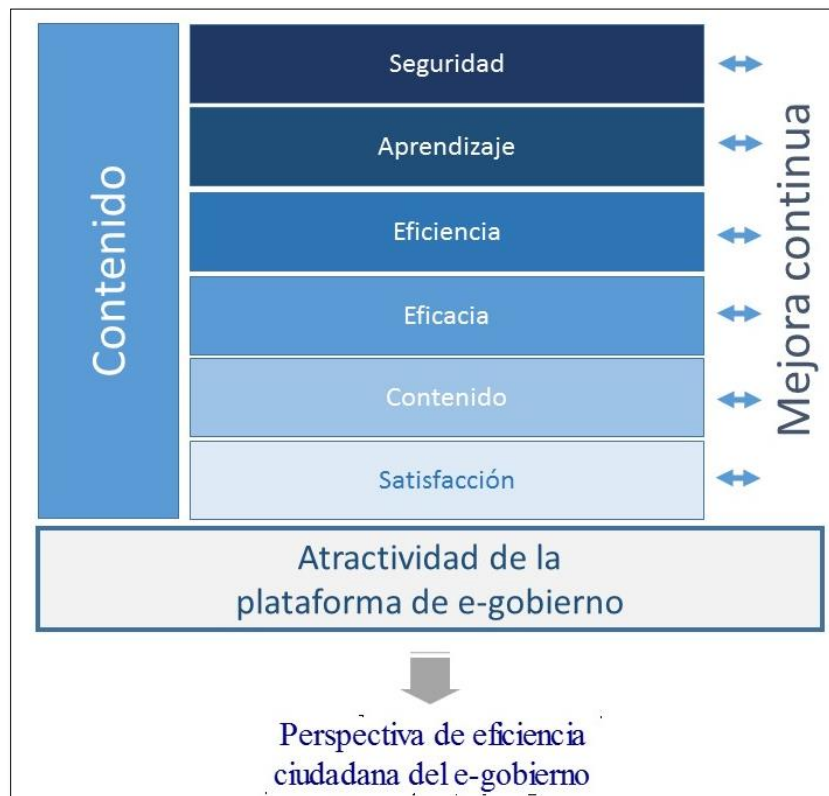 Contenido
Seguridad
Aprendizaje
Eficiencia
Eficacia
Contenido
Satisfacción
Mejora continua
Atractividad de la
plataforma de e-gobierno
Perspectiva de eficiencia
ciudadana del e-gobierno